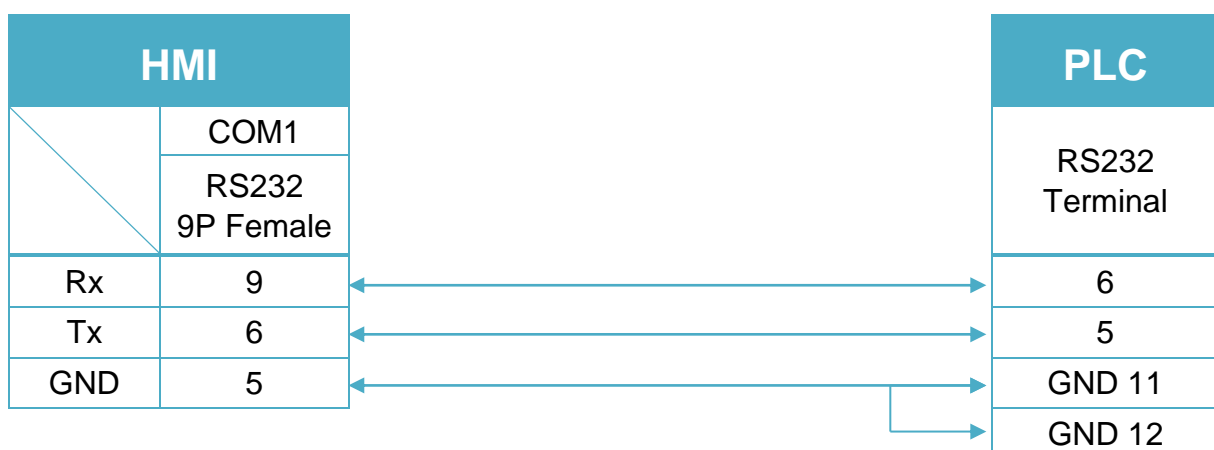 HMI
PLC
COM1
RS232
9P Female
RS232
Terminal
Rx 9 6
Tx 6 5
GND 5 GND 11
GND 12